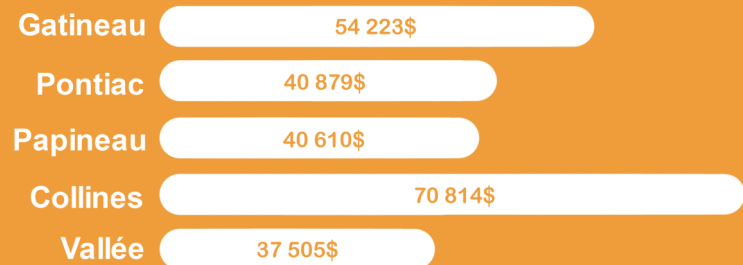 Gatineau 54 223$
Pontiac 40 879$
Papineau 40 610$
Collines 70 814$
Vallée 37 505$